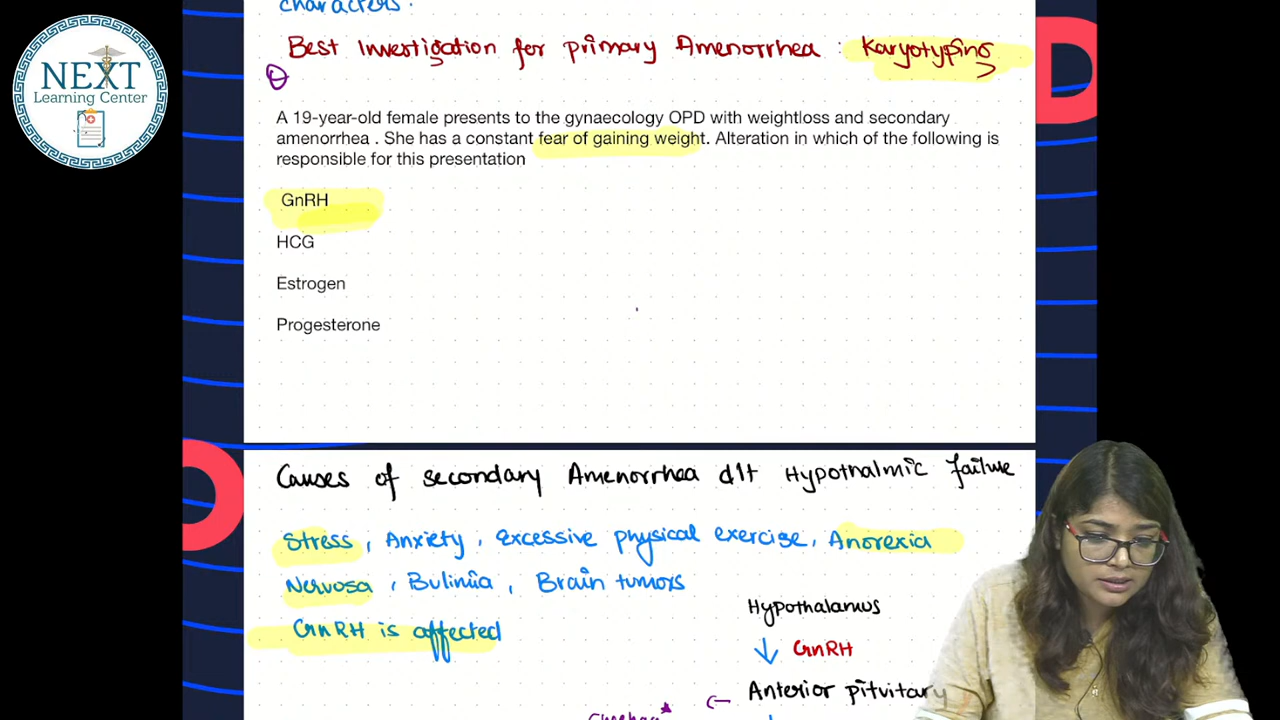 characters.
Best Investigation for primary Amenorrhea : Karyotyping
NEXT
Learning Center
A 19-year-old female presents to the gynaecology OPD with weightloss and secondary
amenorrhea . She has a constant fear of gaining weight. Alteration in which of the following is
responsible for this presentation
GnRH
HCG
Estrogen
Progesterone
Causes of secondary Amenorrhea d/t Hypothalmic failure
Stress, Anxiety, Excessive physical exercise, Anorexia
Nervosa, Bulimia, Brain tumors
GnRH is affected
Hypothalamus
↓ GnRH
← Anterior pituitary